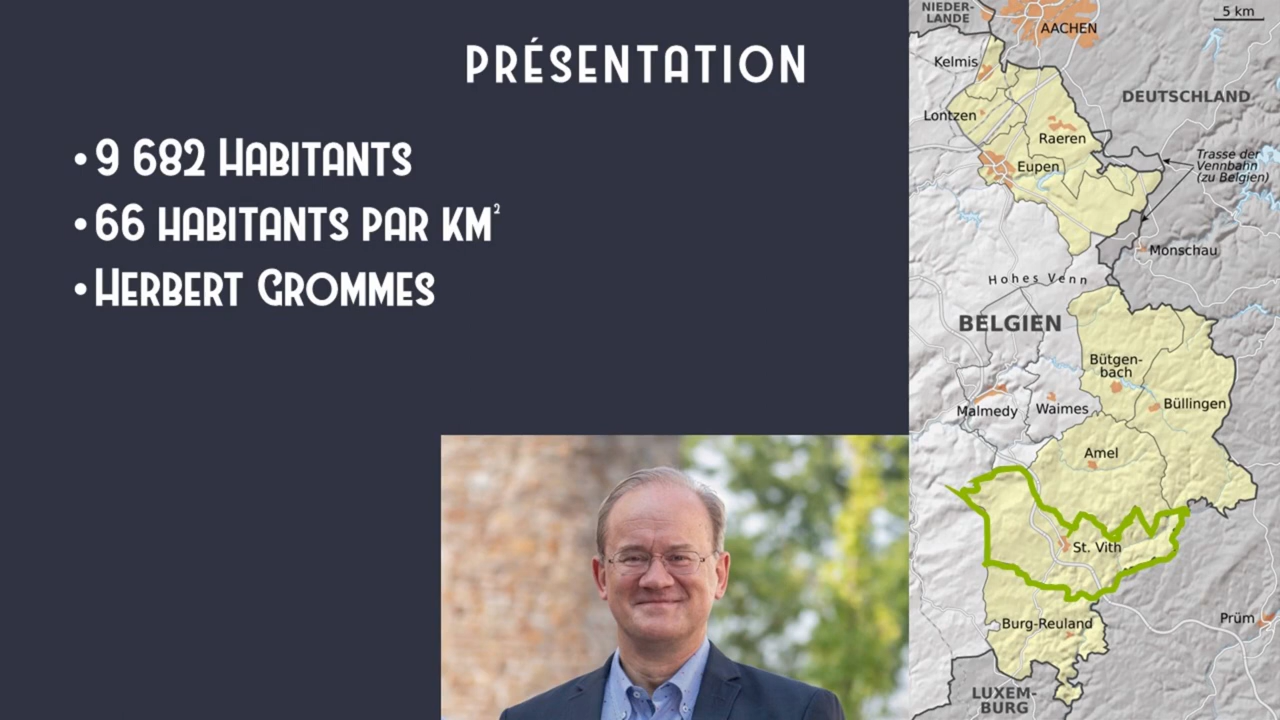 PRÉSENTATION
• 9 682 HABITANTS
• 66 HABITANTS PAR KM²
• HERBERT GROMMES
NIEDER-
LANDE
5 km
AACHEN
Kelmis
DEUTSCHLAND
Lontzen
Raeren
Trasse der
Vennbahn
(zu Belgien)
Eupen
Monschau
Hohes Venn
BELGIEN
Bütgen-
bach
Büllingen
Malmedy
Waimes
Amel
St. Vith
Burg-Reuland
Prüm
LUXEM-
BURG